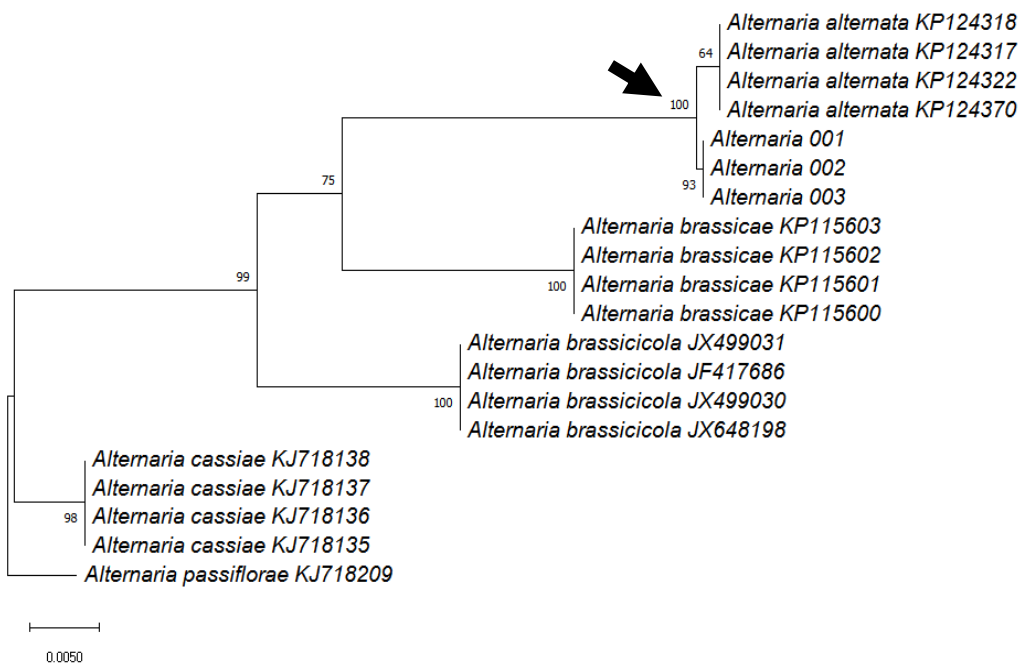 Alternaria alternata KP124318
64
Alternaria alternata KP124317
Alternaria alternata KP124322
100
Alternaria alternata KP124370
Alternaria 001
Alternaria 002
75
93
Alternaria 003
Alternaria brassicae KP115603
Alternaria brassicae KP115602
99
100
Alternaria brassicae KP115601
Alternaria brassicae KP115600
Alternaria brassicicola JX499031
Alternaria brassicicola JF417686
100
Alternaria brassicicola JX499030
Alternaria brassicicola JX648198
Alternaria cassiae KJ718138
Alternaria cassiae KJ718137
98
Alternaria cassiae KJ718136
Alternaria cassiae KJ718135
Alternaria passiflorae KJ718209
0.0050